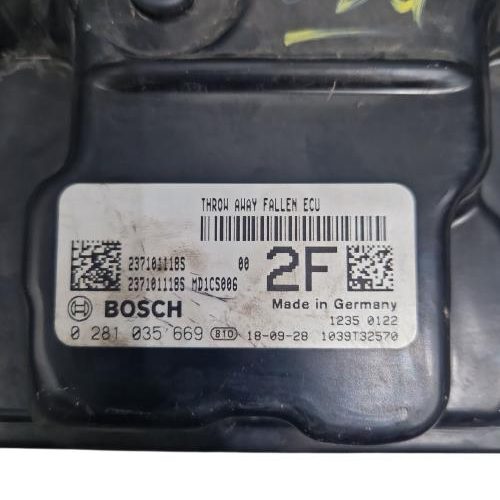 THROW AWAY FALLEN ECU
237101118S 00
237101118S MD1CS006
2F
BOSCH
Made in Germany
1235 0122
0 281 035 669 810 18-09-28 1039T32570